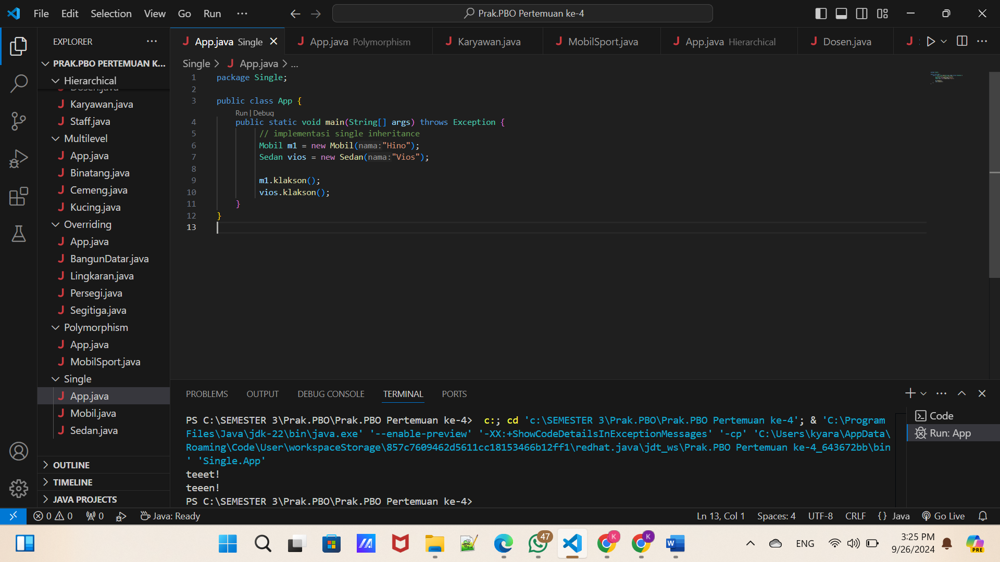 File Edit Selection View Go Run ···
Prak.PBO Pertemuan ke-4
EXPLORER
PRAK.PBO PERTEMUAN K...
Hierarchical
Dosen.java
Karyawan.java
Staff.java
Multilevel
App.java
Binatang.java
Cemeng.java
Kucing.java
Overriding
App.java
BangunDatar.java
Lingkaran.java
Persegi.java
Segitiga.java
Polymorphism
App.java
MobilSport.java
Single
App.java
Mobil.java
Sedan.java
OUTLINE
TIMELINE
JAVA PROJECTS
App.java Single
App.java Polymorphism
Karyawan.java
MobilSport.java
App.java Hierarchical
Dosen.java
Single > App.java > ...
1 package Single;
2
3 public class App {
Run | Debug
4 public static void main(String[] args) throws Exception {
5 // implementasi single inheritance
6 Mobil m1 = new Mobil(nama:"Hino");
7 Sedan vios = new Sedan(nama:"Vios");
8
9 m1.klakson();
10 vios.klakson();
11 }
12 }
13
PROBLEMS OUTPUT DEBUG CONSOLE TERMINAL PORTS
PS C:\SEMESTER 3\Prak.PBO\Prak.PBO Pertemuan ke-4> c:; cd 'c:\SEMESTER 3\Prak.PBO\Prak.PBO Pertemuan ke-4'; & 'C:\Program
Files\Java\jdk-22\bin\java.exe' '--enable-preview' '-XX:+ShowCodeDetailsInExceptionMessages' '-cp' 'C:\Users\kyara\AppData\
Roaming\Code\User\workspaceStorage\857c7609462d5611cc18153466b12ff1\redhat.java\jdt_ws\Prak.PBO Pertemuan ke-4_643672bb\bin
' 'Single.App'
teeet!
teeen!
PS C:\SEMESTER 3\Prak.PBO\Prak.PBO Pertemuan ke-4>
Code
Run: App
0 0 0 Java: Ready
Ln 13, Col 1 Spaces: 4 UTF-8 CRLF {} Java Go Live
47
K
K
W
ENG
3:25 PM
9/26/2024
PRE